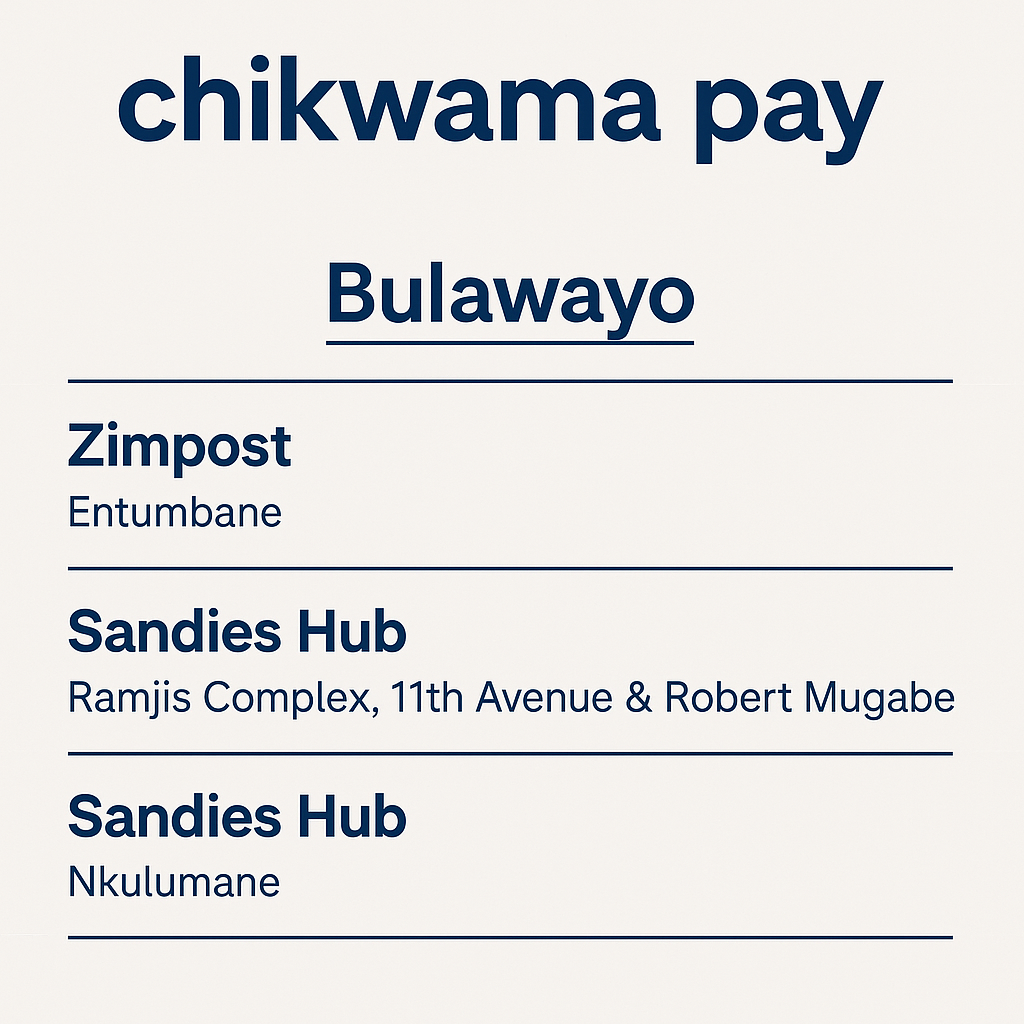 chikwama pay
Bulawayo
Zimpost
Entumbane
Sandies Hub
Ramjis Complex, 11th Avenue & Robert Mugabe
Sandies Hub
Nkulumane